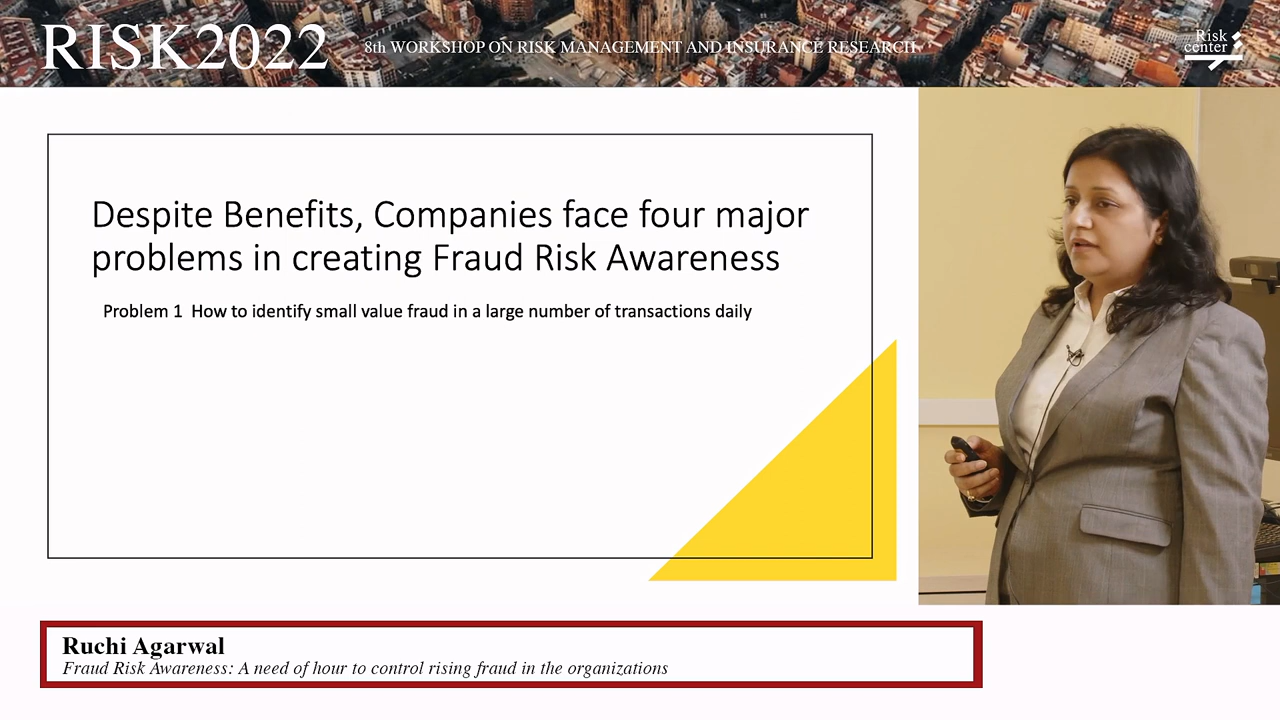 RISK2022
8th WORKSHOP ON RISK MANAGEMENT AND INSURANCE RESEARCH
Risk
center
Despite Benefits, Companies face four major
problems in creating Fraud Risk Awareness
Problem 1 How to identify small value fraud in a large number of transactions daily
Ruchi Agarwal
Fraud Risk Awareness: A need of hour to control rising fraud in the organizations